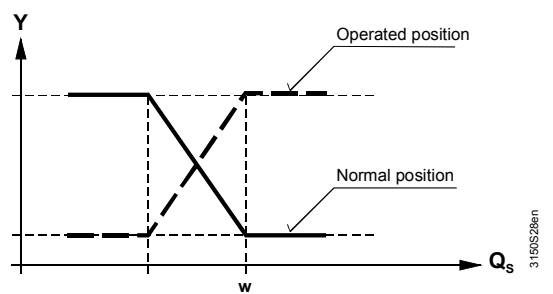 Y
Operated position
Normal position
3150S28en
Qs
w